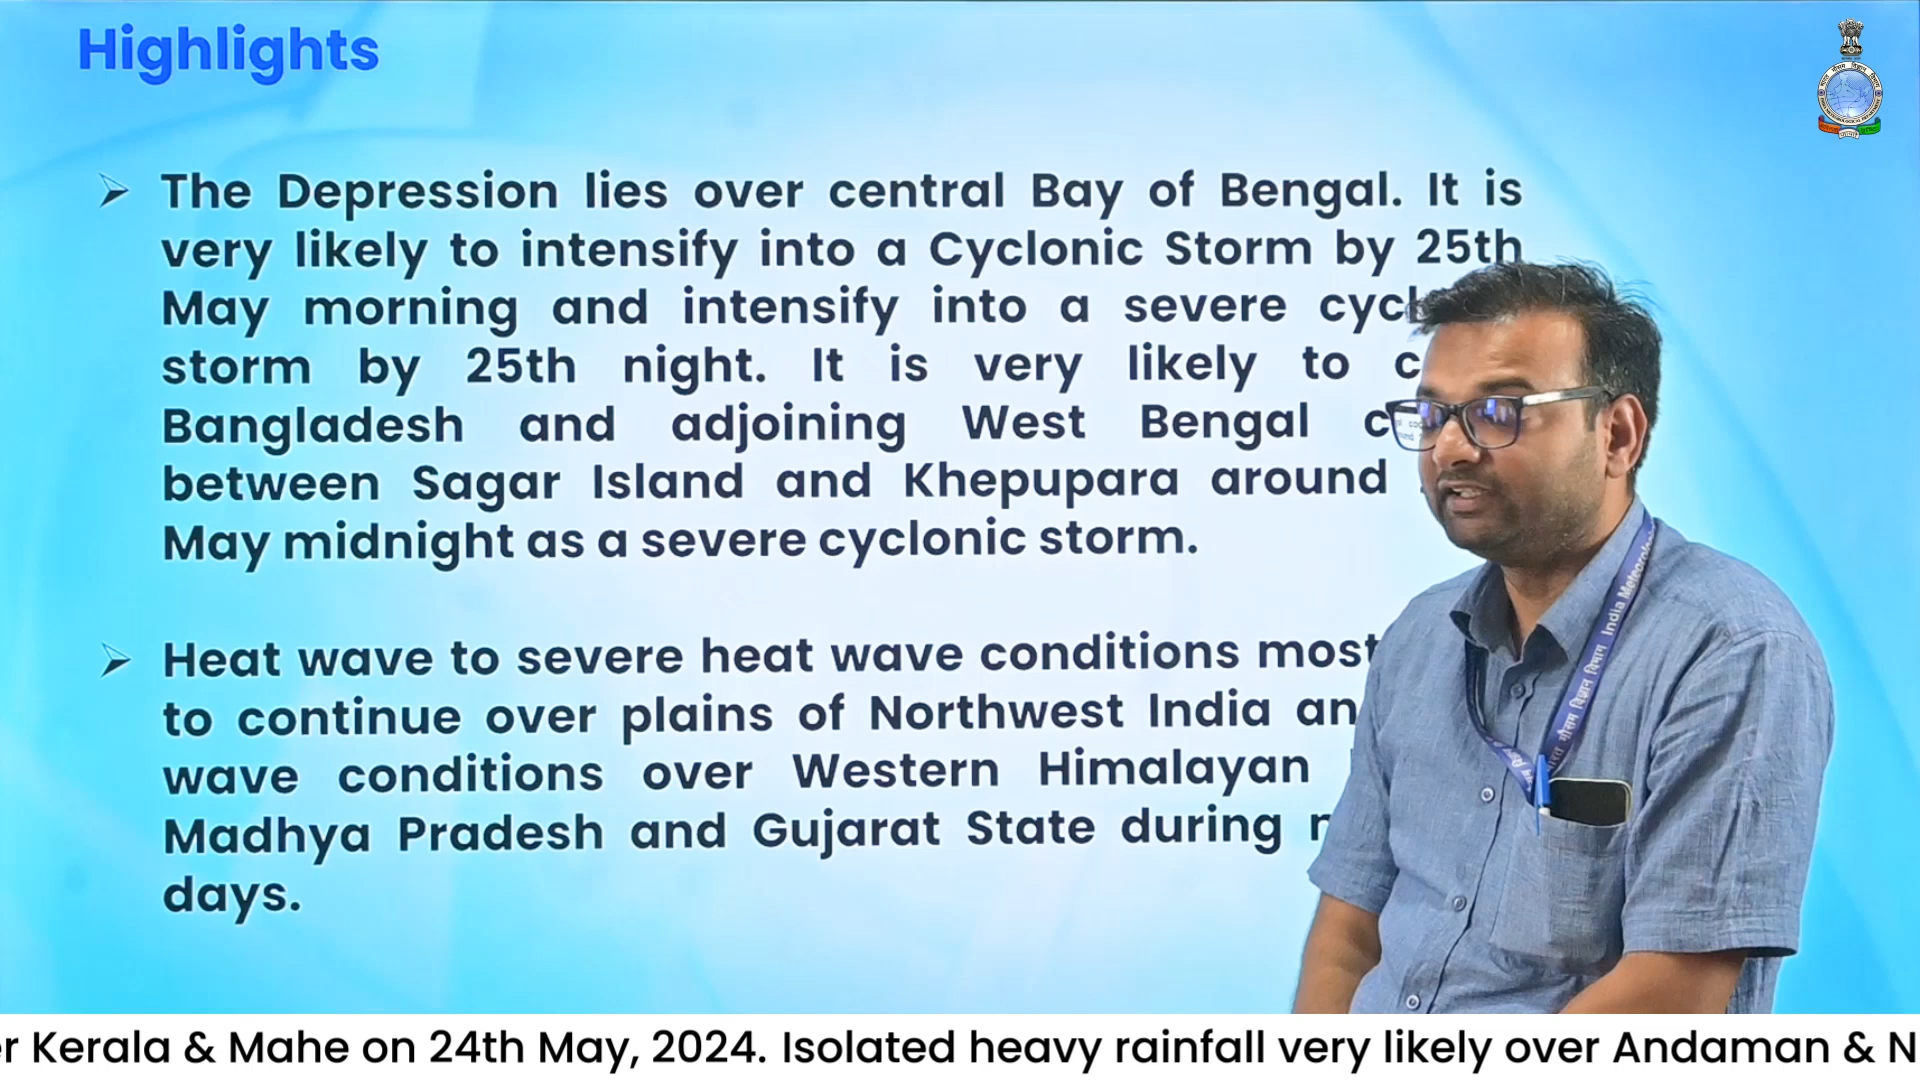 Highlights
The Depression lies over central Bay of Bengal. It is
very likely to intensify into a Cyclonic Storm by 25th
May morning and intensify into a severe
storm by 25th night. It is very likely to
Bangladesh and adjoining West Bengal
between Sagar Island and Khepupara around
May midnight as a severe cyclonic storm.
Heat wave to severe heat wave conditions most
to continue over plains of Northwest India
wave conditions over Western Himalayan
Madhya Pradesh and Gujarat State during
days.
भारत मौसम विज्ञान विभाग India
Kerala & Mahe on 24th May, 2024. Isolated heavy rainfall very likely over Andaman & N